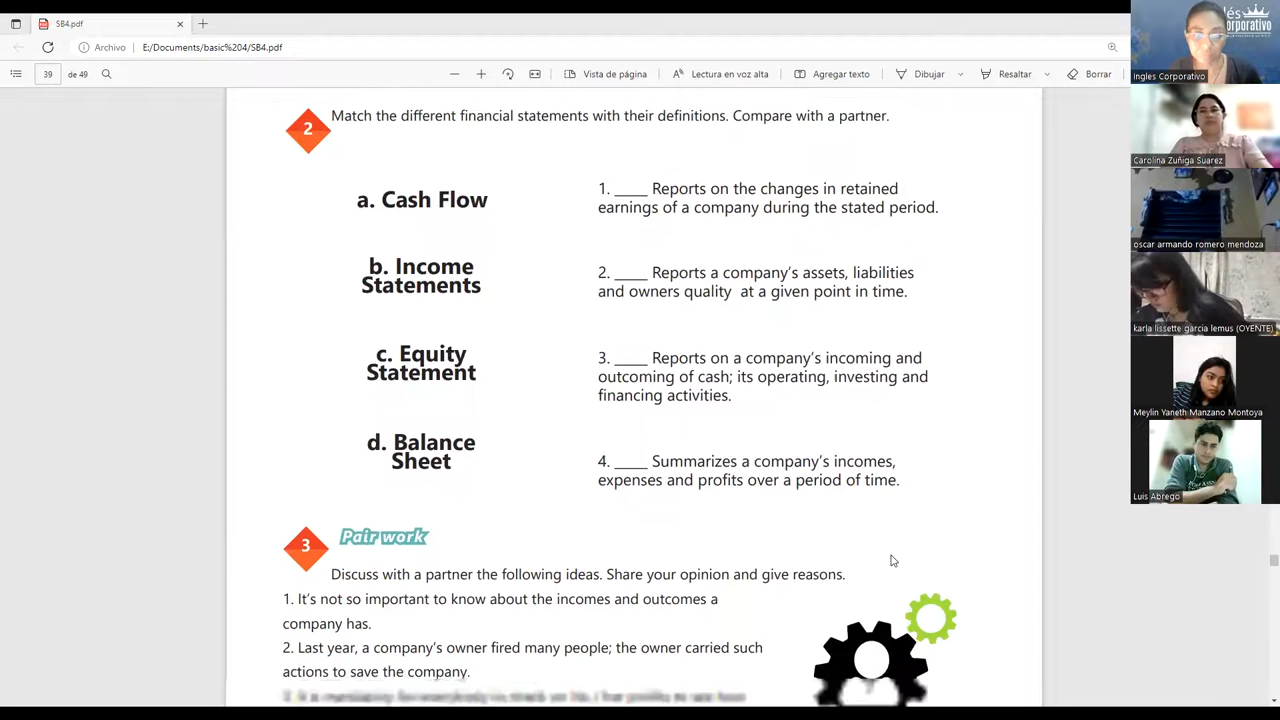 SB4.pdf
Archivo
E:/Documents/basic%204/SB4.pdf
39
de 49
Vista de página
Lectura en voz alta
Agregar texto
Dibujar
Resaltar
Borrar
2
Match the different financial statements with their definitions. Compare with a partner.
a. Cash Flow
1. ____ Reports on the changes in retained
earnings of a company during the stated period.
b. Income
Statements
2. ____ Reports a company's assets, liabilities
and owners quality at a given point in time.
c. Equity
Statement
3. ____ Reports on a company's incoming and
outcoming of cash; its operating, investing and
financing activities.
d. Balance
Sheet
4. ____ Summarizes a company's incomes,
expenses and profits over a period of time.
3
Pair work
Discuss with a partner the following ideas. Share your opinion and give reasons.
1. It's not so important to know about the incomes and outcomes a
company has.
2. Last year, a company's owner fired many people; the owner carried such
actions to save the company.
Ingles Corporativo
Carolina Zuñiga Suarez
oscar armando romero mendoza
karla lissette garcia lemus (OYENTE)
Meylin Yaneth Manzano Montoya
Luis Abrego